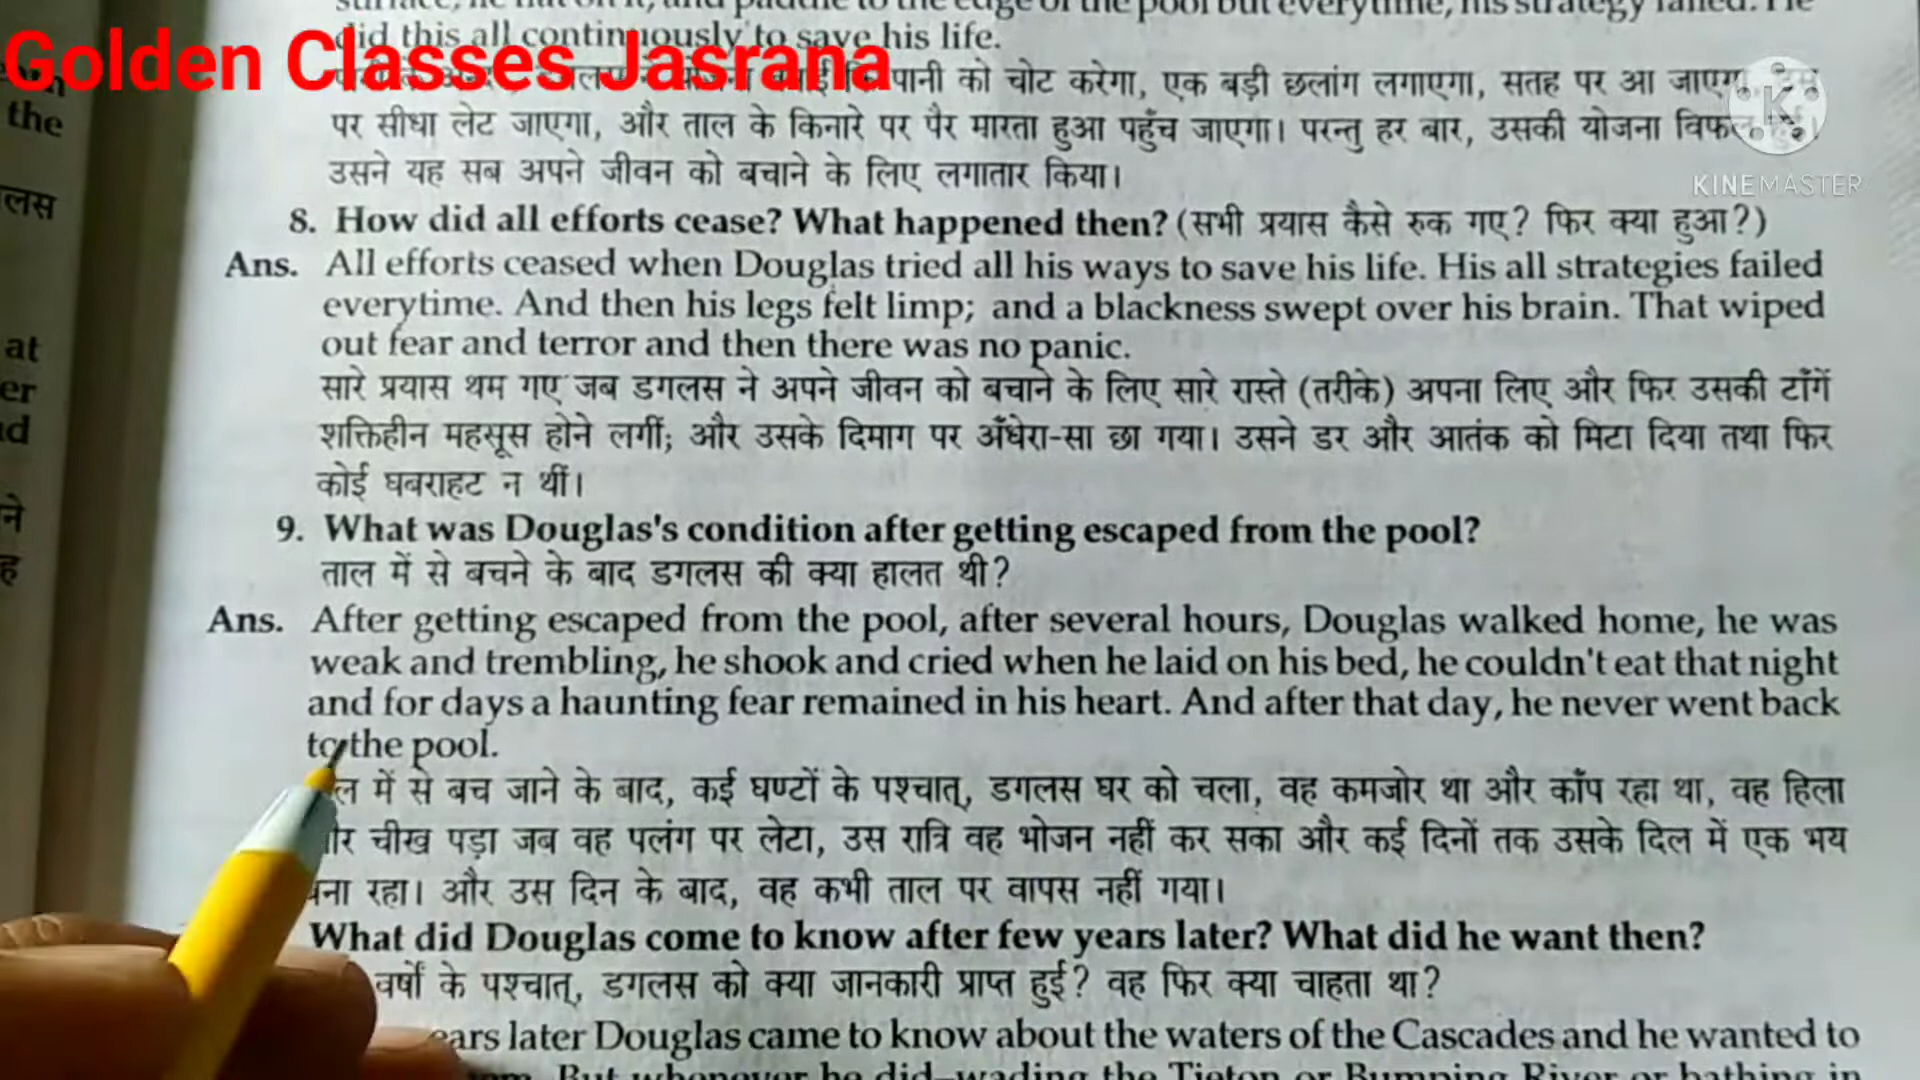 Golden Classes Jasrana
did this all continuously to save his life.
पानी को चोट करेगा, एक बड़ी छलांग लगाएगा, सतह पर आ
the
पर सीधा लेट जाएगा, और ताल के किनारे पर पैर मारता हुआ पहुँच जाएगा। परन्तु हर बार, उसकी योजना
KINEMASTER
उसने यह सब अपने जीवन को बचाने के लिए लगातार किया।
8. How did all efforts cease? What happened then? (सभी प्रयास कैसे रुक गए? फिर क्या हुआ?)
Ans. All efforts ceased when Douglas tried all his ways to save his life. His all strategies failed
everytime. And then his legs felt limp; and a blackness swept over his brain. That wiped
at
out fear and terror and then there was no panic.
सारे प्रयास थम गए जब डगलस ने अपने जीवन को बचाने के लिए सारे रास्ते (तरीके) अपना लिए और फिर उसकी टाँगें
शक्तिहीन महसूस होने लगीं; और उसके दिमाग पर अँधेरा-सा छा गया। उसने डर और आतंक को मिटा दिया तथा फिर
कोई घबराहट न थीं।
9. What was Douglas's condition after getting escaped from the pool?
ताल में से बचने के बाद डगलस की क्या हालत थी?
Ans. After getting escaped from the pool, after several hours, Douglas walked home, he was
weak and trembling, he shook and cried when he laid on his bed, he couldn't eat that night
and for days a haunting fear remained in his heart. And after that day, he never went back
to the pool.
में से बच जाने के बाद, कई घण्टों के पश्चात्, डगलस घर को चला, वह कमजोर था और काँप रहा था, वह हिला
चीख पड़ा जब वह पलंग पर लेटा, उस रात्रि वह भोजन नहीं कर सका और कई दिनों तक उसके दिल में एक भय
रहा। और उस दिन के बाद, वह कभी ताल पर वापस नहीं गया।
What did Douglas come to know after few years later? What did he want then?
वर्षों के पश्चात्, डगलस को क्या जानकारी प्राप्त हुई? वह फिर क्या चाहता था?
later Douglas came to know about the waters of the Cascades and he wanted to